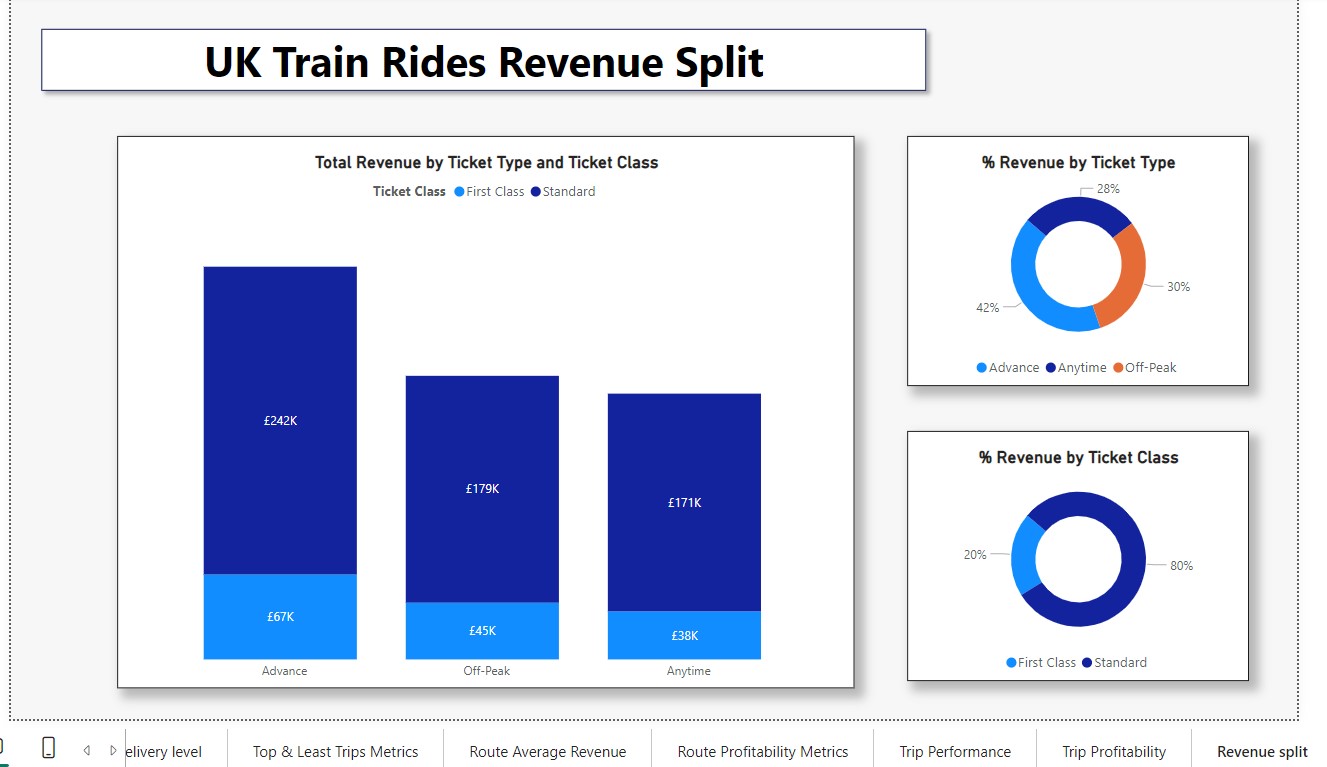 UK Train Rides Revenue Split
Total Revenue by Ticket Type and Ticket Class
Ticket Class First Class Standard
£242K
£179K
£171K
£67K
£45K
£38K
Advance Off-Peak Anytime
% Revenue by Ticket Type
28%
30%
42%
Advance Anytime Off-Peak
% Revenue by Ticket Class
20%
80%
First Class Standard
elivery level Top & Least Trips Metrics Route Average Revenue Route Profitability Metrics Trip Performance Trip Profitability Revenue split